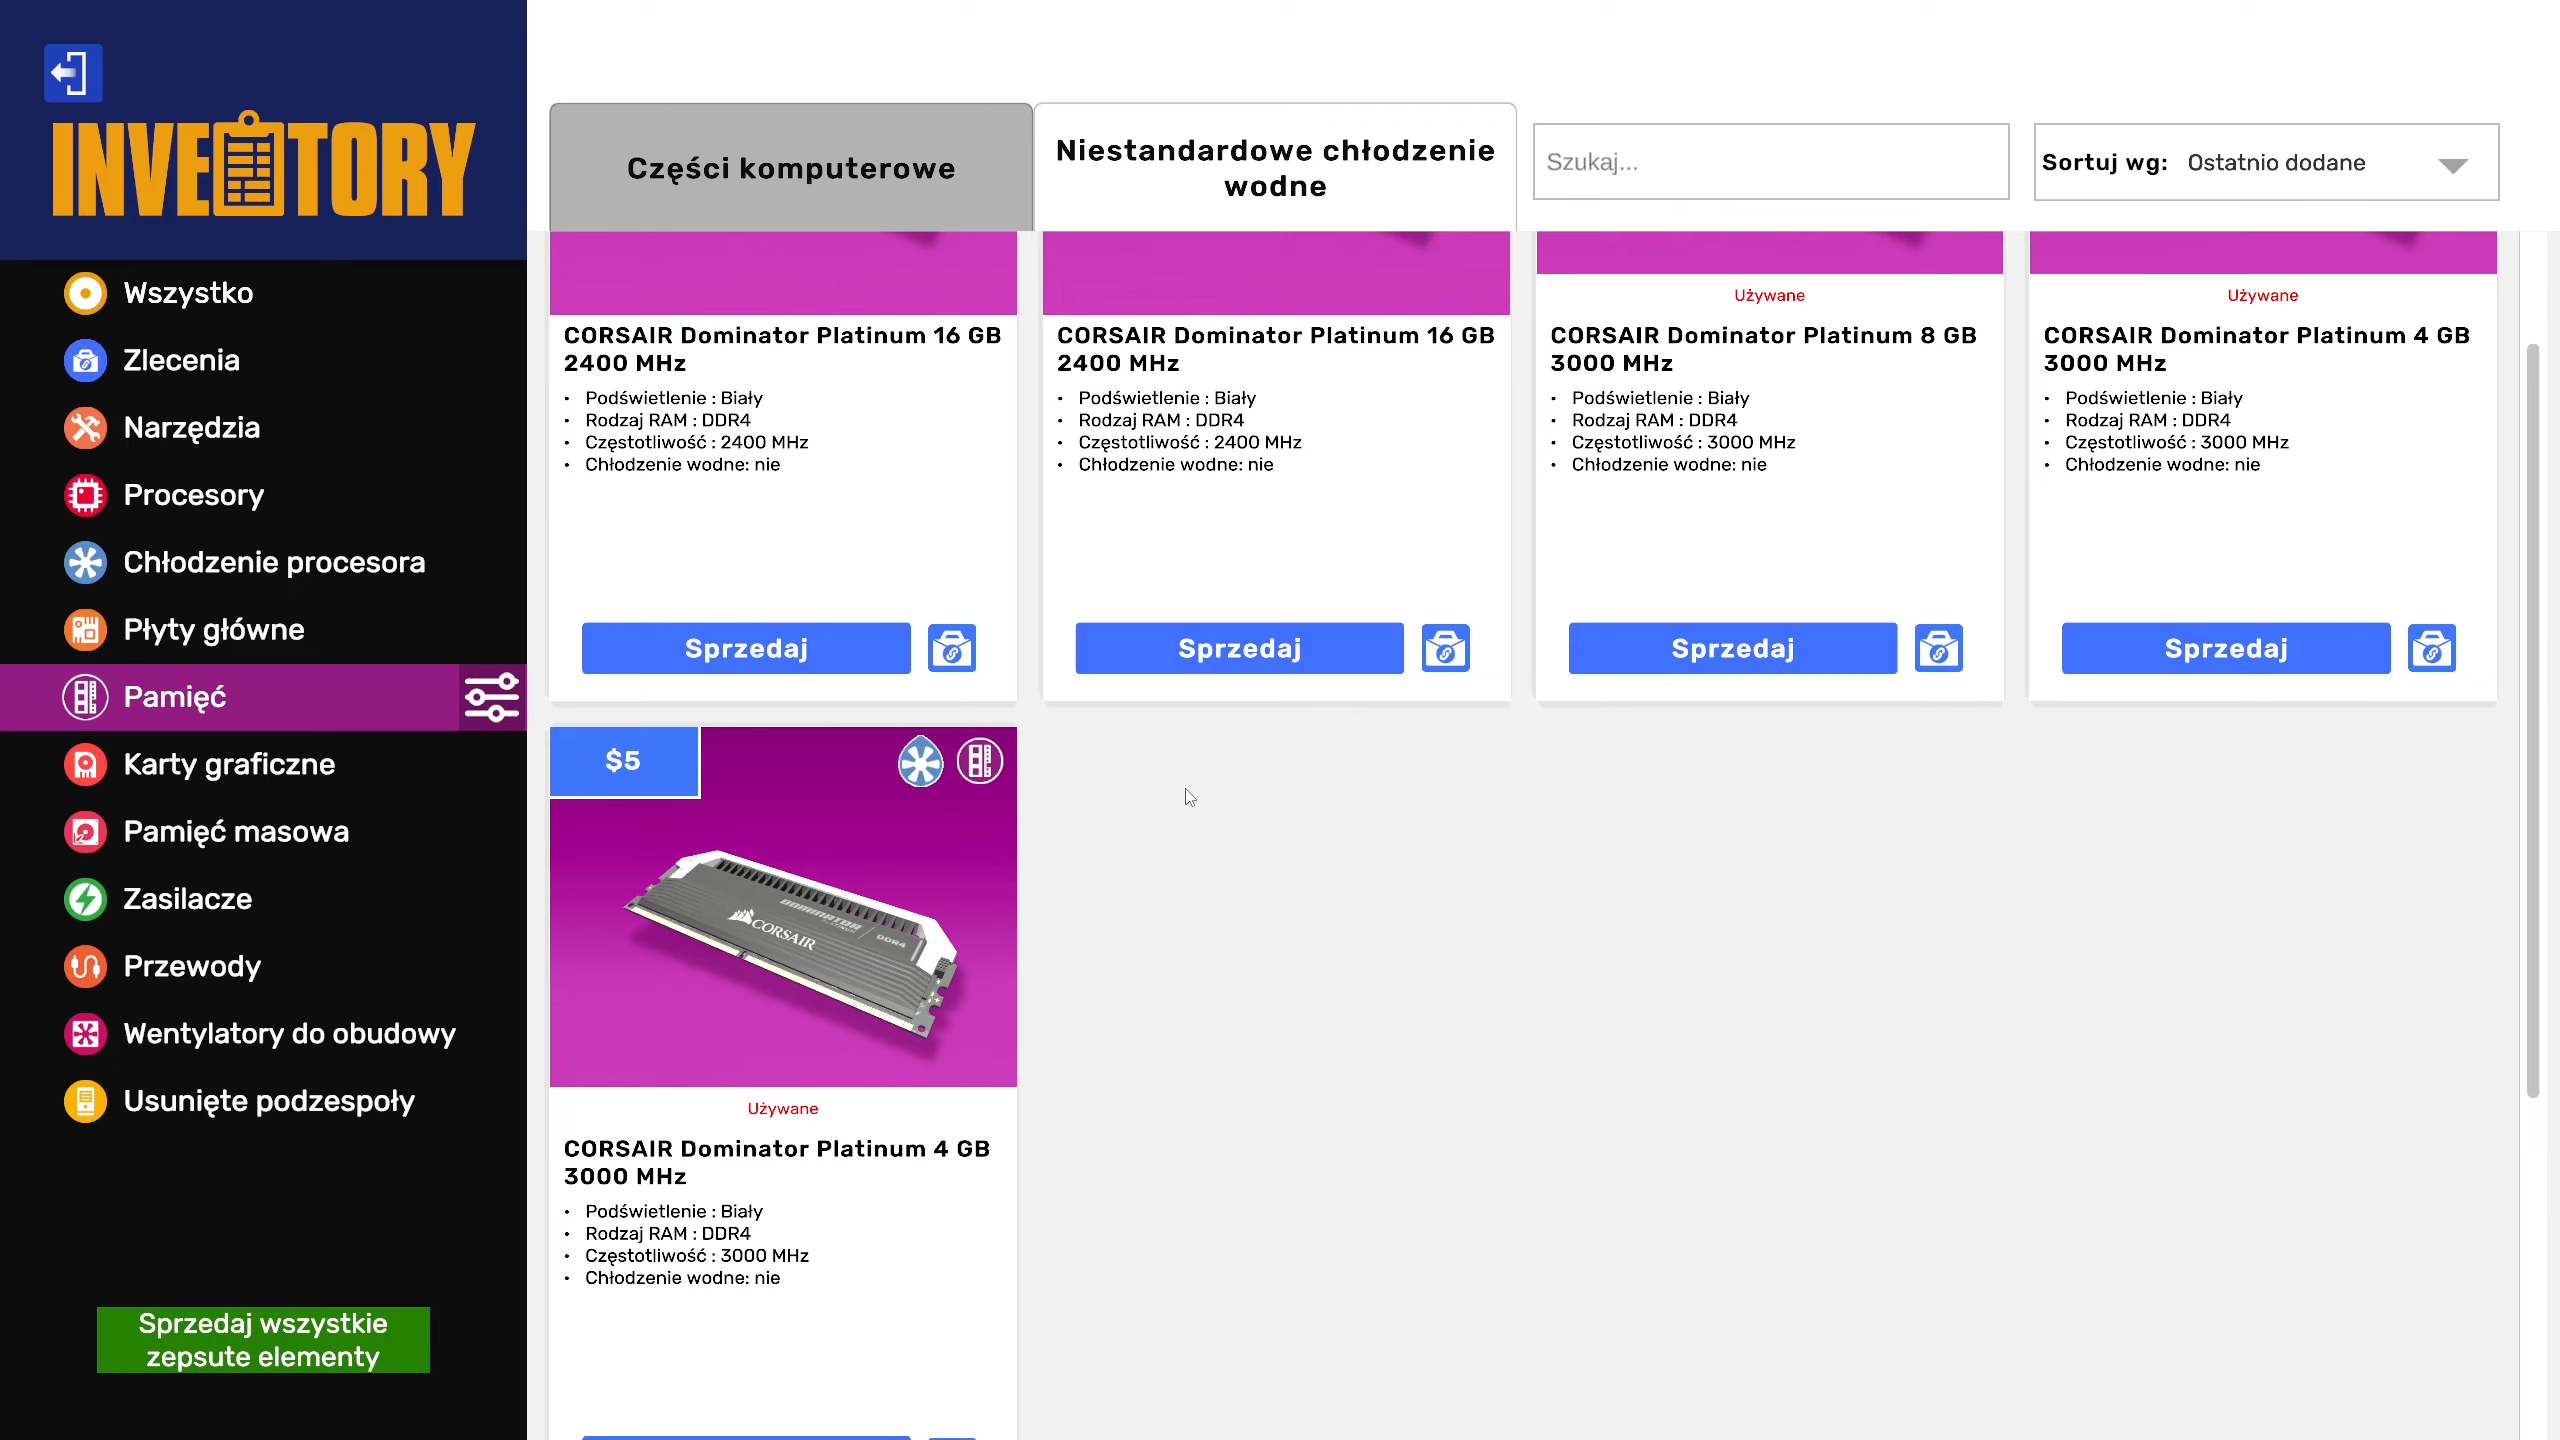 INVENTORY
Wszystko
Zlecenia
Narzędzia
Procesory
Chłodzenie procesora
Płyty główne
Pamięć
Karty graficzne
Pamięć masowa
Zasilacze
Przewody
Wentylatory do obudowy
Usunięte podzespoły
Sprzedaj wszystkie
zepsute elementy
Części komputerowe
Niestandardowe chłodzenie
wodne
Szukaj...
Sortuj wg: Ostatnio dodane
CORSAIR Dominator Platinum 16 GB
2400 MHz
• Podświetlenie : Biały
• Rodzaj RAM : DDR4
• Częstotliwość : 2400 MHz
• Chłodzenie wodne: nie
Sprzedaj
CORSAIR Dominator Platinum 16 GB
2400 MHz
• Podświetlenie : Biały
• Rodzaj RAM : DDR4
• Częstotliwość : 2400 MHz
• Chłodzenie wodne: nie
Sprzedaj
Używane
CORSAIR Dominator Platinum 8 GB
3000 MHz
• Podświetlenie : Biały
• Rodzaj RAM : DDR4
• Częstotliwość : 3000 MHz
• Chłodzenie wodne: nie
Sprzedaj
Używane
CORSAIR Dominator Platinum 4 GB
3000 MHz
• Podświetlenie : Biały
• Rodzaj RAM : DDR4
• Częstotliwość : 3000 MHz
• Chłodzenie wodne: nie
Sprzedaj
$5
DOMINATOR
PLATINUM
DDR4
CORSAIR
Używane
CORSAIR Dominator Platinum 4 GB
3000 MHz
• Podświetlenie : Biały
• Rodzaj RAM : DDR4
• Częstotliwość : 3000 MHz
• Chłodzenie wodne: nie